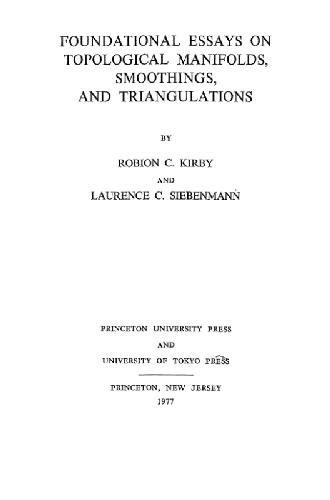 FOUNDATIONAL ESSAYS ON
TOPOLOGICAL MANIFOLDS,
SMOOTHINGS,
AND TRIANGULATIONS
BY
ROBION C. KIRBY
AND
LAURENCE C. SIEBENMANN
PRINCETON UNIVERSITY PRESS
AND
UNIVERSITY OF TOKYO PRESS
PRINCETON, NEW JERSEY
1977